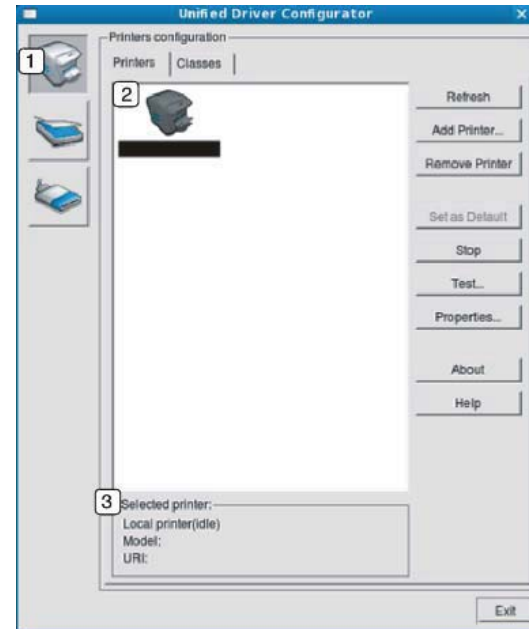 Unified Driver Configurator
Printers configuration
1
Printers Classes
2
Refresh
Add Printer...
Remove Printer
Set as Default
Stop
Test...
Properties...
About
Help
3
Selected printer:
Local printer(idle)
Model:
URI:
Exit